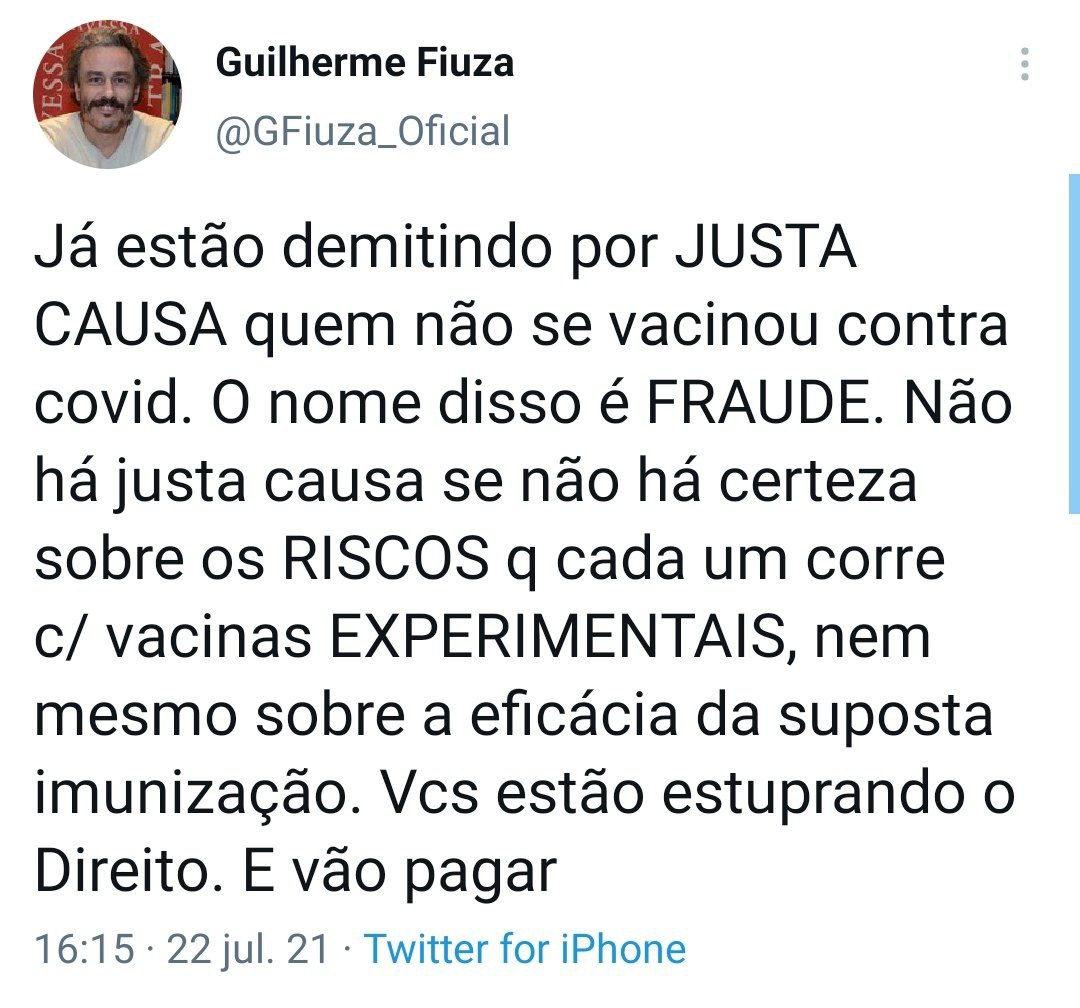 Guilherme Fiuza
@GFiuza_Oficial
Já estão demitindo por JUSTA
CAUSA quem não se vacinou contra
covid. O nome disso é FRAUDE. Não
há justa causa se não há certeza
sobre os RISCOS q cada um corre
c/ vacinas EXPERIMENTAIS, nem
mesmo sobre a eficácia da suposta
imunização. Vcs estão estuprando o
Direito. E vão pagar
16:15 · 22 jul. 21 · Twitter for iPhone